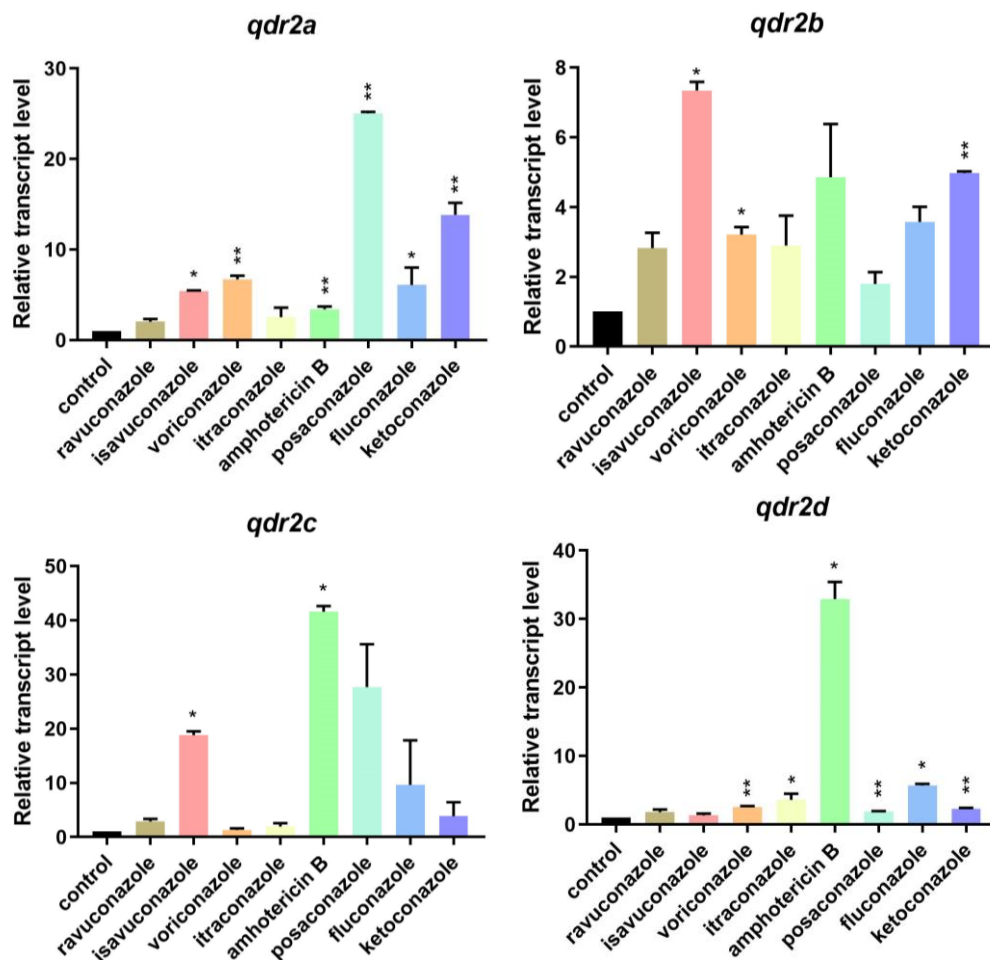 qdr2a
Relative transcript level
30
20
10
0
*
**
**
**
*
**
control
ravuconazole
isavuconazole
voriconazole
itraconazole
amphotericin B
posaconazole
fluconazole
ketoconazole
qdr2b
Relative transcript level
8
6
4
2
0
*
*
**
control
ravuconazole
isavuconazole
voriconazole
itraconazole
amhotericin B
posaconazole
fluconazole
ketoconazole
qdr2c
Relative transcript level
50
40
30
20
10
0
*
*
control
ravuconazole
isavuconazole
voriconazole
itraconazole
amhotericin B
posaconazole
fluconazole
ketoconazole
qdr2d
Relative transcript level
40
30
20
10
0
**
*
*
**
*
**
control
ravuconazole
isavuconazole
voriconazole
itraconazole
amphotericin B
posaconazole
fluconazole
ketoconazole